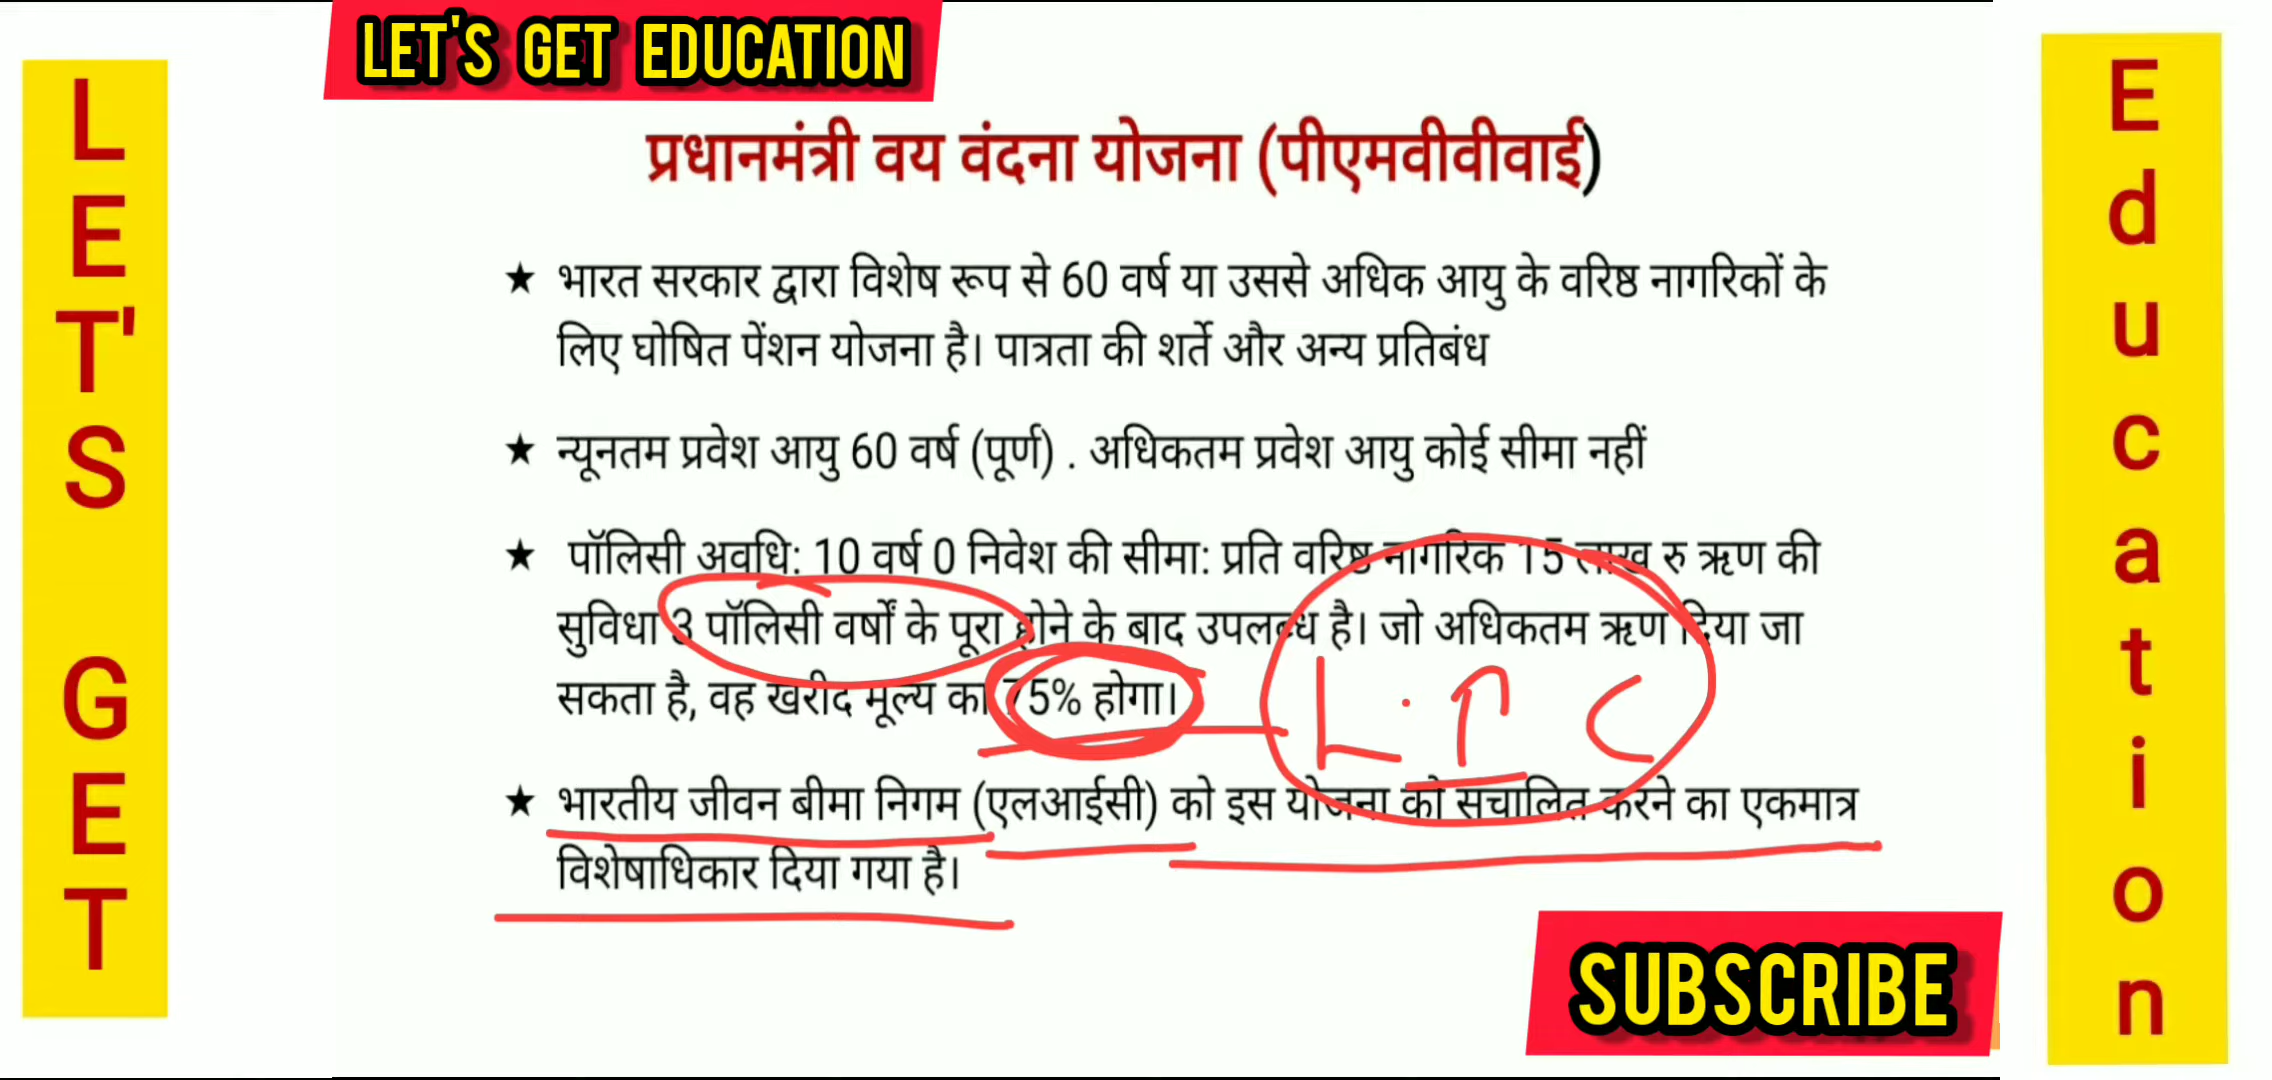 LET'S GET EDUCATION
प्रधानमंत्री वय वंदना योजना (पीएमवीवीवाई)
★ भारत सरकार द्वारा विशेष रूप से 60 वर्ष या उससे अधिक आयु के वरिष्ठ नागरिकों के
लिए घोषित पेंशन योजना है। पात्रता की शर्ते और अन्य प्रतिबंध
★ न्यूनतम प्रवेश आयु 60 वर्ष (पूर्ण) . अधिकतम प्रवेश आयु कोई सीमा नहीं
★ पॉलिसी अवधि: 10 वर्ष 0 निवेश की सीमा: प्रति वरिष्ठ नागरिक 15 लाख रु ऋण की
सुविधा 3 पॉलिसी वर्षों के पूरा होने के बाद उपलब्ध है। जो अधिकतम ऋण दिया जा
सकता है, वह खरीद मूल्य का 75% होगा।
LIC
★ भारतीय जीवन बीमा निगम (एलआईसी) को इस योजना को संचालित करने का एकमात्र
विशेषाधिकार दिया गया है।
SUBSCRIBE
LET'S GET
Education